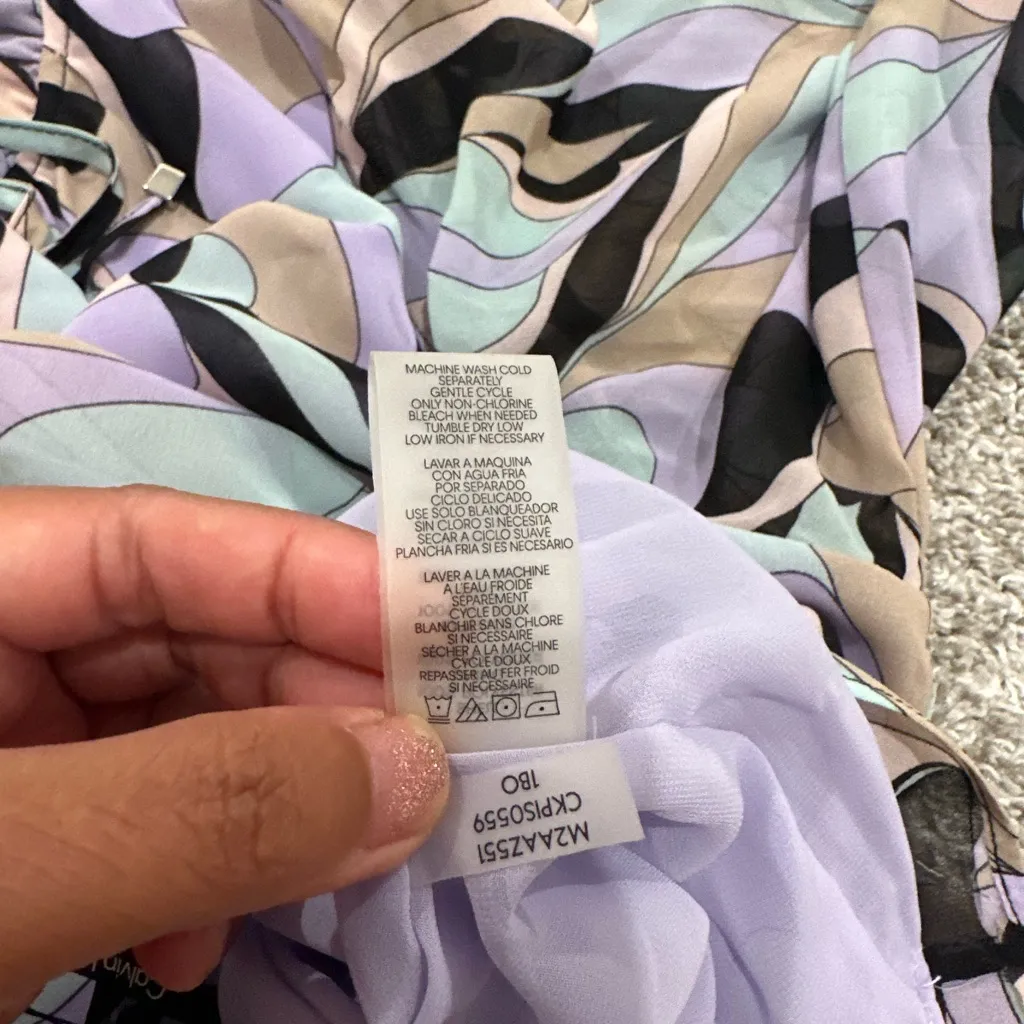 MACHINE WASH COLD
SEPARATELY
GENTLE CYCLE
ONLY NON-CHLORINE
BLEACH WHEN NEEDED
TUMBLE DRY LOW
LOW IRON IF NECESSARY
LAVAR A MAQUINA
CON AGUA FRIA
POR SEPARADO
CICLO DELICADO
USE SOLO BLANQUEADOR
SIN CLORO SI NECESITA
SECAR A CICLO SUAVE
PLANCHA FRIA SI ES NECESARIO
LAVER A LA MACHINE
A L'EAU FROIDE
SÉPARÉMENT
CYCLE DOUX
BLANCHIR SANS CHLORE
SI NÉCESSAIRE
SÉCHER A LA MACHINE
CYCLE DOUX
REPASSER AU FER FROID
SI NECESSAIRE
M2AAZ551
CKPIS0559
1BO
Calvin